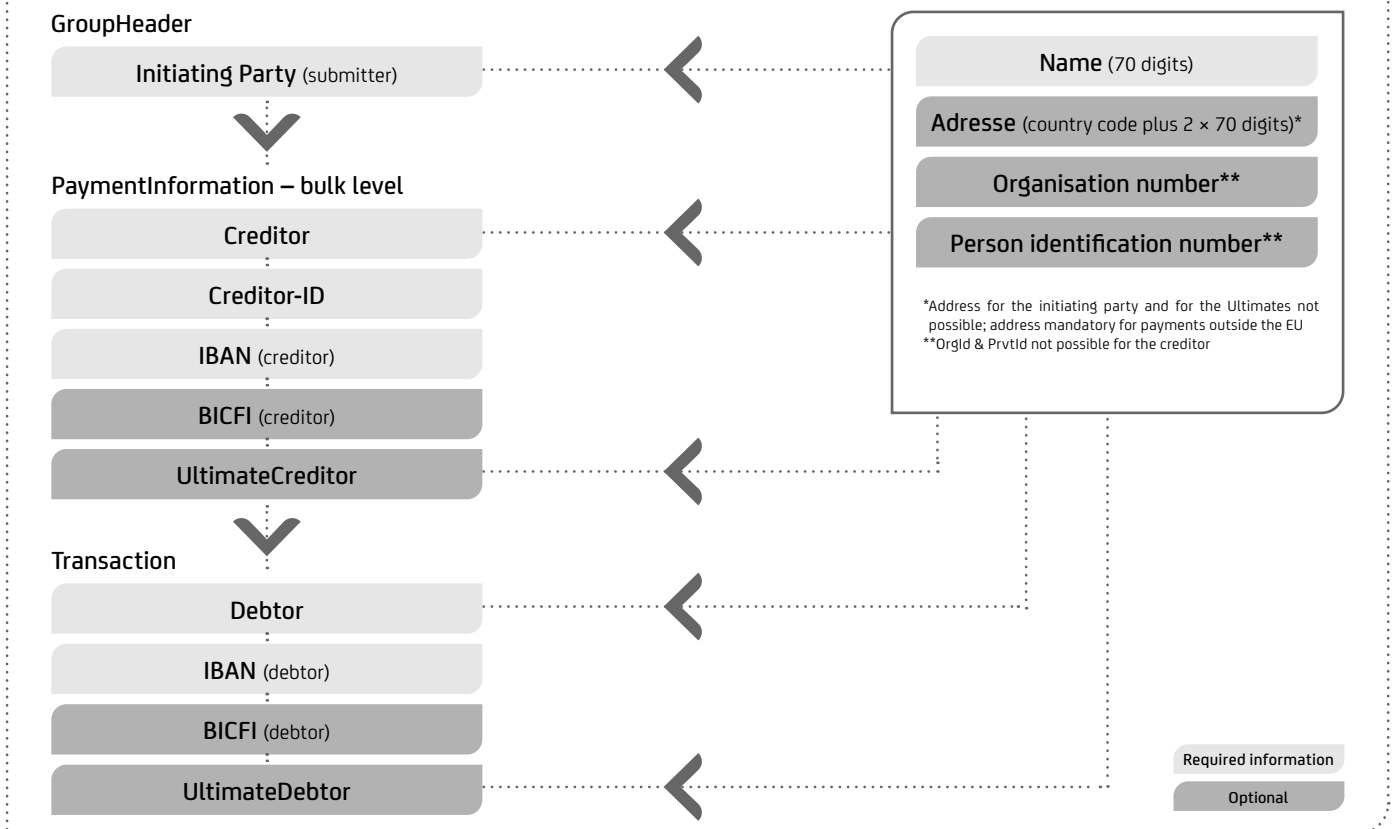 GroupHeader
Initiating Party (submitter)
PaymentInformation – bulk level
Creditor
Creditor-ID
IBAN (creditor)
BICFI (creditor)
UltimateCreditor
Transaction
Debtor
IBAN (debtor)
BICFI (debtor)
UltimateDebtor
Name (70 digits)
Adresse (country code plus 2 × 70 digits)*
Organisation number**
Person identification number**
*Address for the initiating party and for the Ultimates not
possible; address mandatory for payments outside the EU
**OrgId & PrvtId not possible for the creditor
Required information
Optional